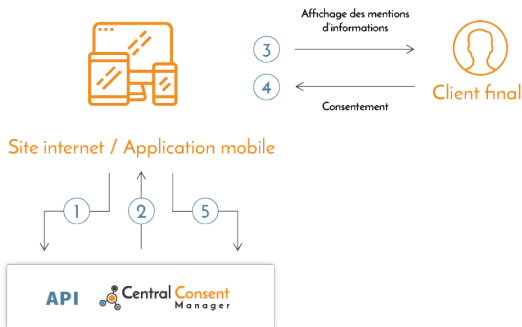 Affichage des mentions
d'informations
3
4
Consentement
Client final
Site internet / Application mobile
1
2
5
API
Central Consent
Manager